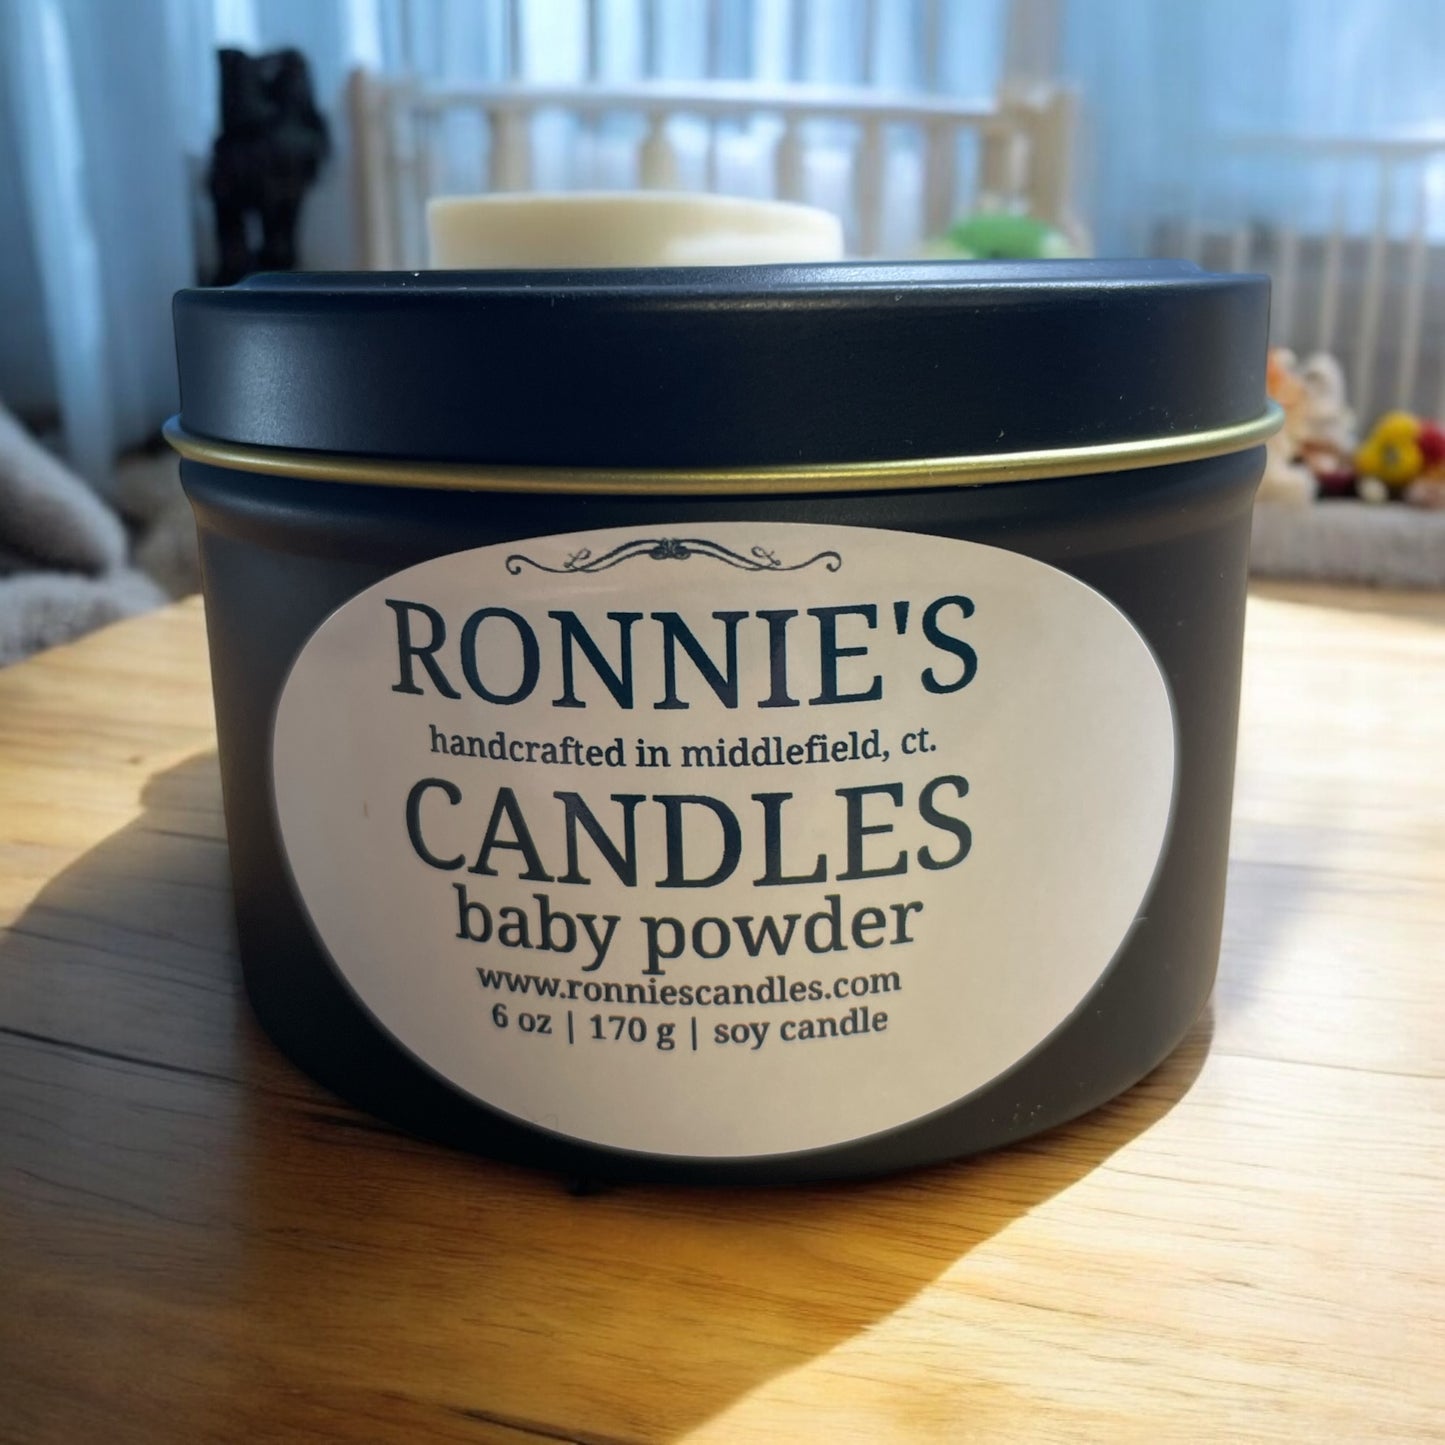 RONNIE'S
handcrafted in middlefield, ct.
CANDLES
baby powder
www.ronniescandles.com
6 oz | 170 g | soy candle